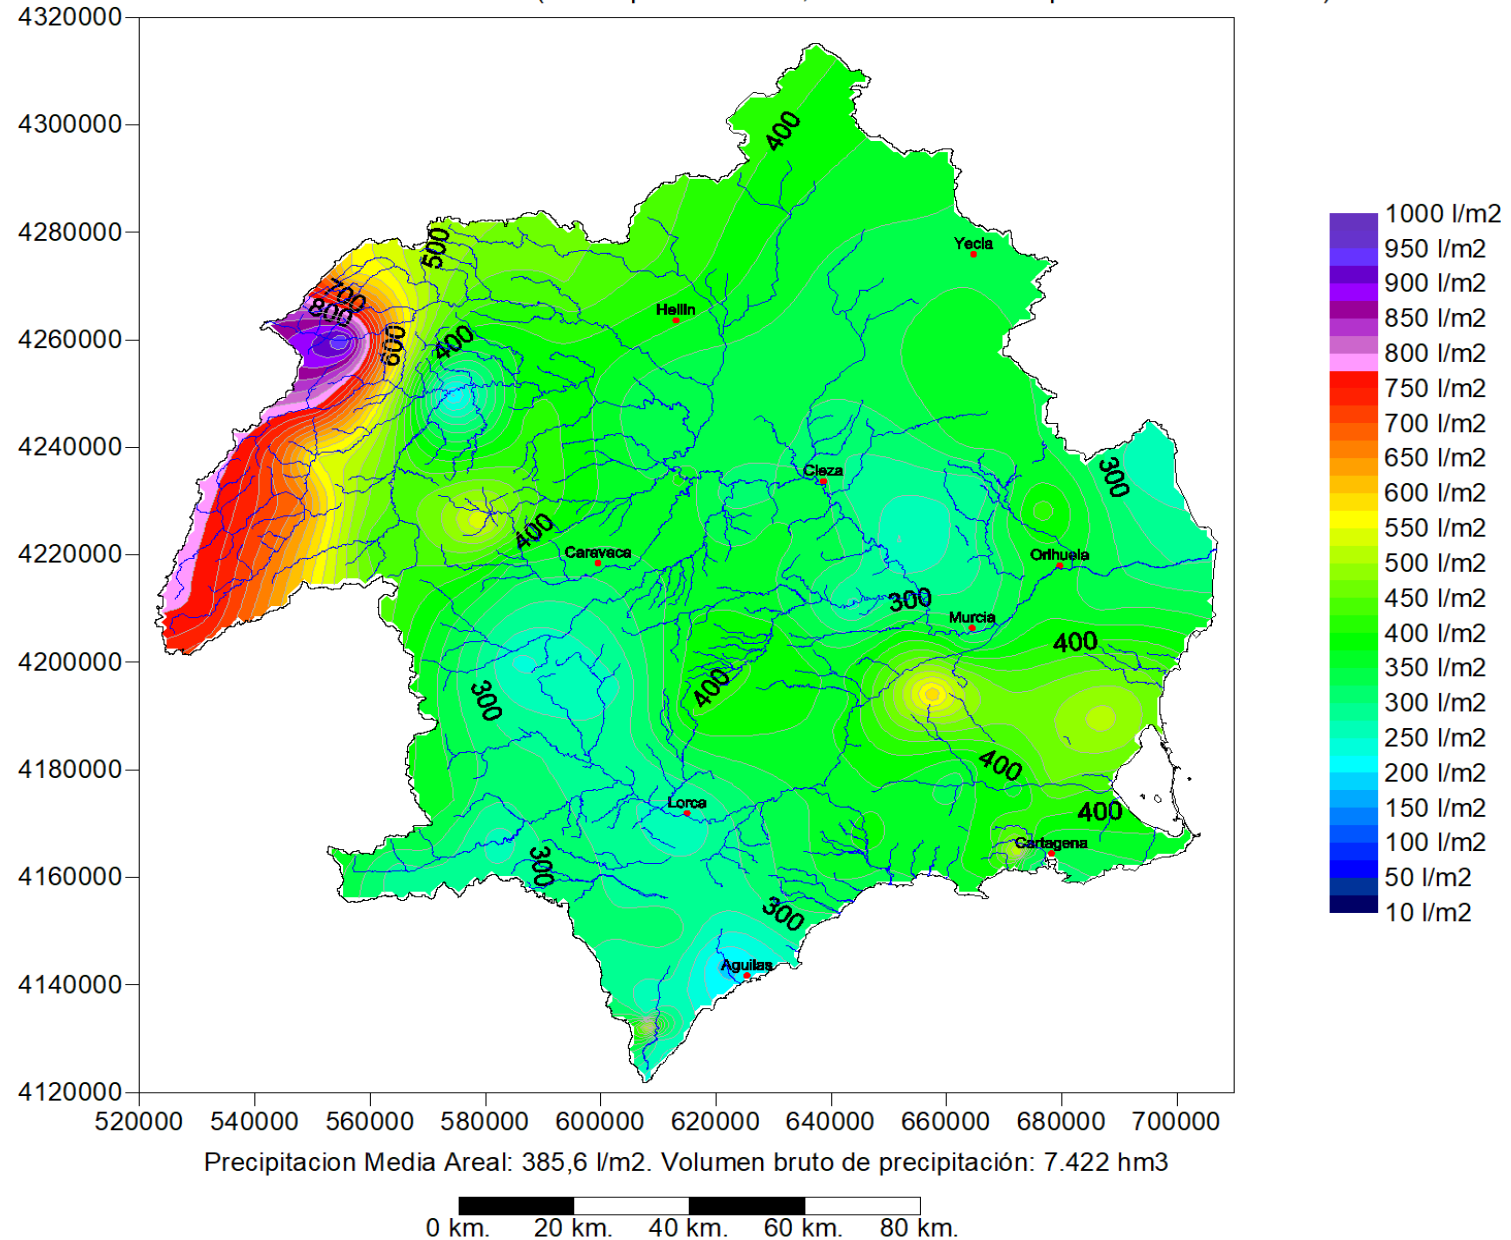 4320000
4300000
4280000
4260000
4240000
4220000
4200000
4180000
4160000
4140000
4120000
520000 540000 560000 580000 600000 620000 640000 660000 680000 700000
400
500
Yecla
700
800
Hellin
600
400
Cieza
300
400
Caravaca
Orihuela
300
Murcia
400
300
400
400
Lorca
400
Cartagena
300
300
Aguilas
1000 l/m2
950 l/m2
900 l/m2
850 l/m2
800 l/m2
750 l/m2
700 l/m2
650 l/m2
600 l/m2
550 l/m2
500 l/m2
450 l/m2
400 l/m2
350 l/m2
300 l/m2
250 l/m2
200 l/m2
150 l/m2
100 l/m2
50 l/m2
10 l/m2
Precipitacion Media Areal: 385,6 l/m2. Volumen bruto de precipitación: 7.422 hm3
0 km. 20 km. 40 km. 60 km. 80 km.